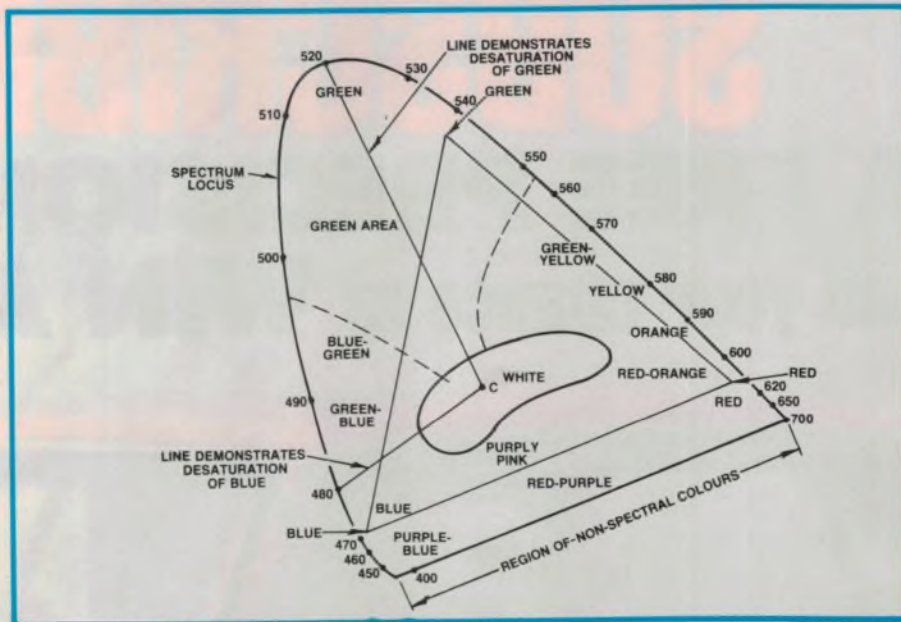 520
LINE DEMONSTRATES
DESATURATION
OF GREEN
530
GREEN
GREEN
540
510
550
SPECTRUM
LOCUS
560
570
GREEN AREA
GREEN-
YELLOW
500
580
YELLOW
590
ORANGE
BLUE-
GREEN
600
WHITE
RED-ORANGE
RED
C
620
490
RED
650
GREEN-
BLUE
700
PURPLY
PINK
LINE DEMONSTRATES
DESATURATION
OF BLUE
RED-PURPLE
480
BLUE
REGION OF NON-SPECTRAL COLOURS
BLUE
470
PURPLE-
BLUE
460
450
400